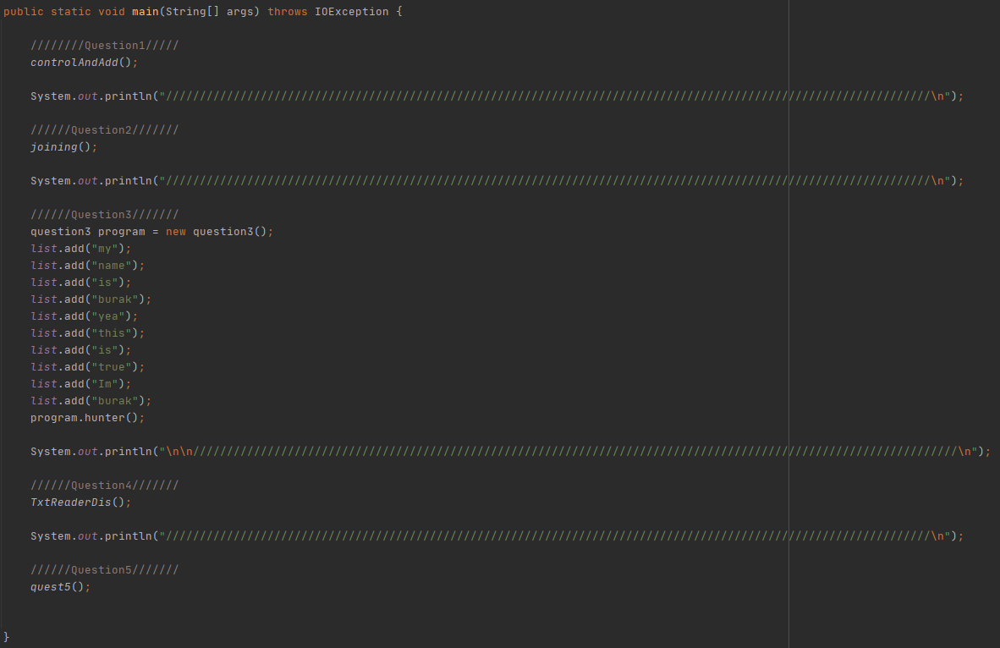 public static void main(String[] args) throws IOException {
////////Question1/////
controlAndAdd();
System.out.println("/////////////////////////////////////////////////////////////////////////////////////////////////////////////////\n");
//////Question2///////
joining();
System.out.println("/////////////////////////////////////////////////////////////////////////////////////////////////////////////////\n");
//////Question3///////
question3 program = new question3();
list.add("my");
list.add("name");
list.add("is");
list.add("burak");
list.add("yea");
list.add("this");
list.add("is");
list.add("true");
list.add("Im");
list.add("burak");
program.hunter();
System.out.println("\n\n/////////////////////////////////////////////////////////////////////////////////////////////////////////////////\n");
//////Question4///////
TxtReaderDis();
System.out.println("/////////////////////////////////////////////////////////////////////////////////////////////////////////////////\n");
//////Question5///////
quest5();
}